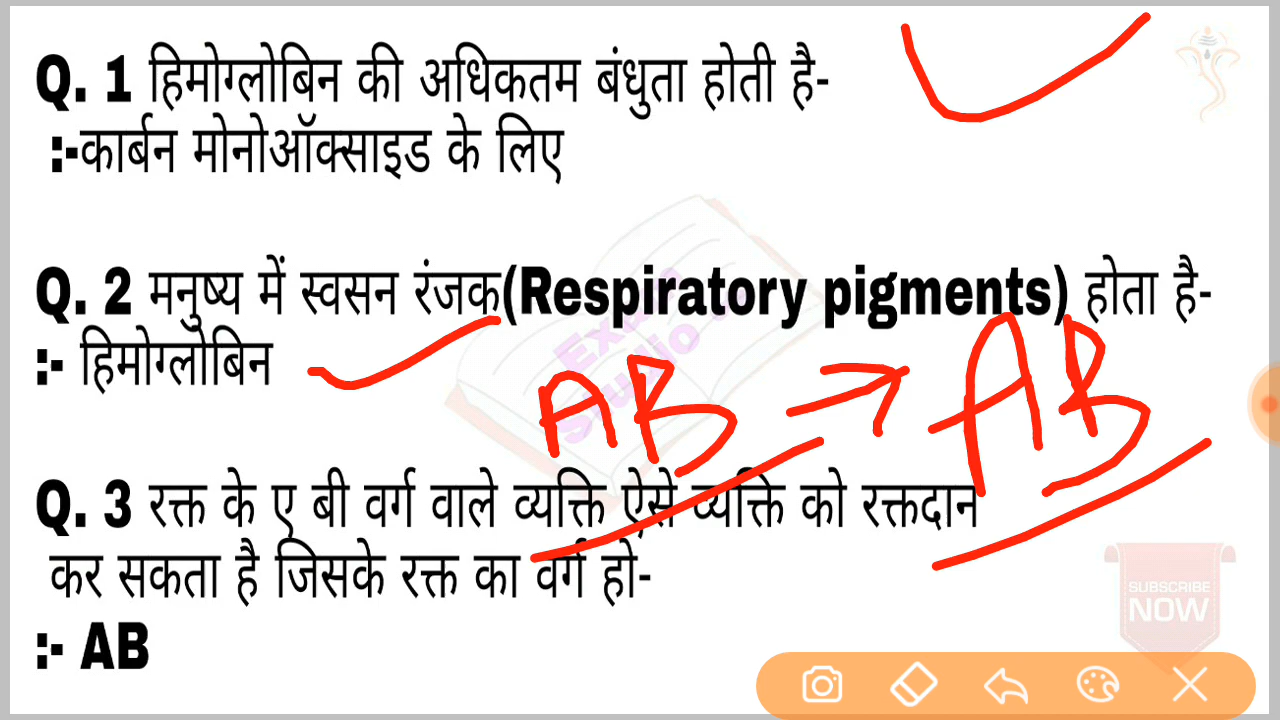 Q. 1 हिमोग्लोबिन की अधिकतम बंधुता होती है-
:-कार्बन मोनोऑक्साइड के लिए
Q. 2 मनुष्य में स्वसन रंजक(Respiratory pigments) होता है-
:- हिमोग्लोबिन
AB → AB
Q. 3 रक्त के ए बी वर्ग वाले व्यक्ति ऐसे व्यक्ति को रक्तदान
कर सकता है जिसके रक्त का वर्ग हो-
:- AB
SUBSCRIBE
NOW